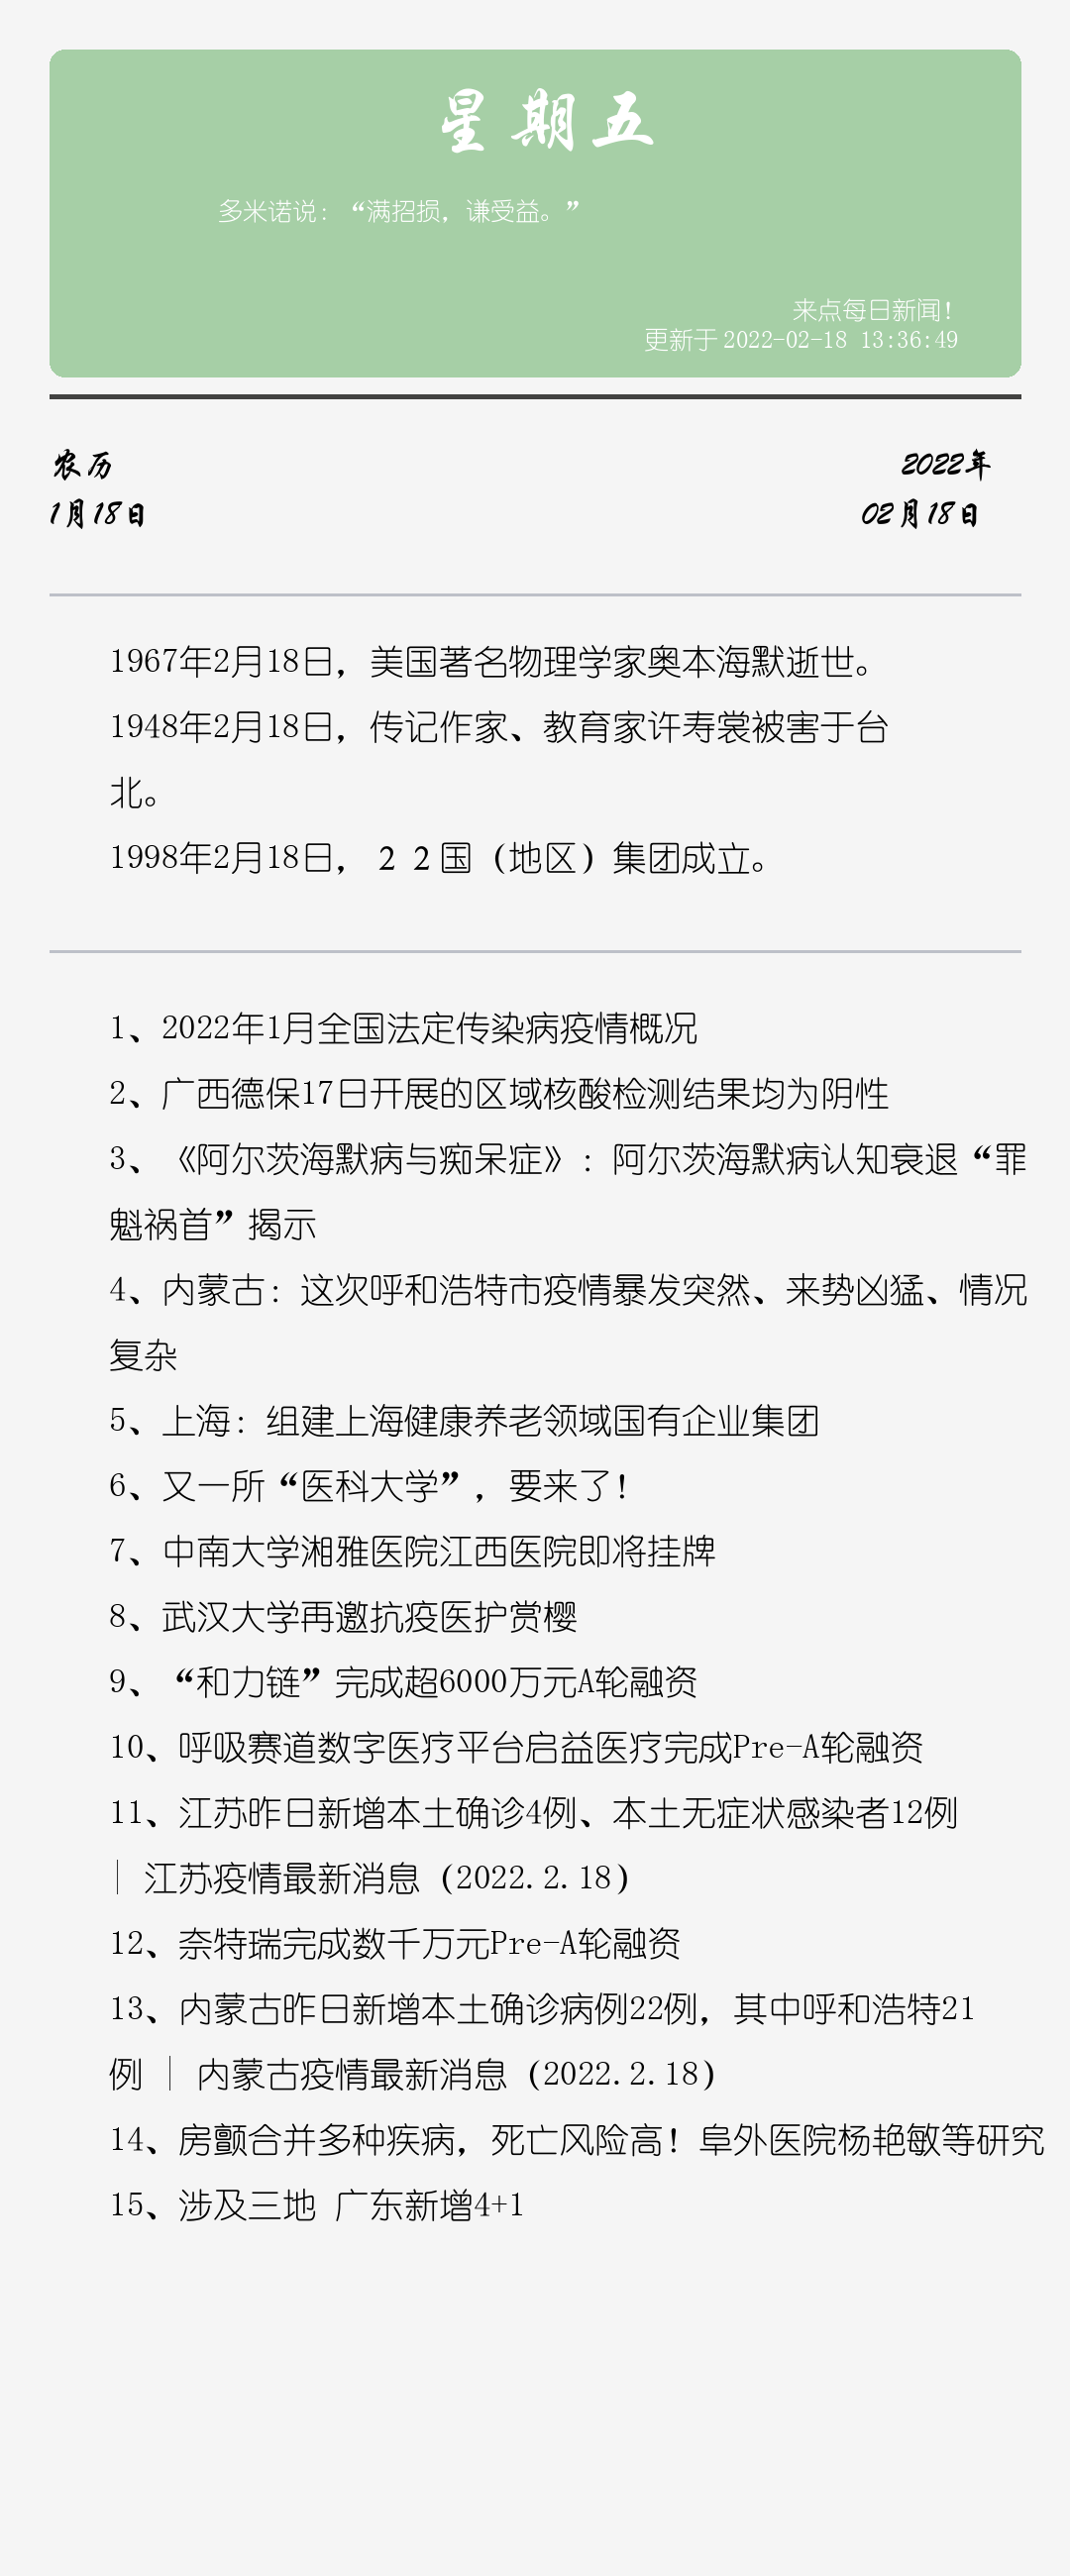 星期五
多米诺说：“满招损，谦受益。”
来点每日新闻！
更新于2022-02-18 13:36:49
农历
2022年
1月18日
02月18日
1967年2月18日，美国著名物理学家奥本海默逝世。
1948年2月18日，传记作家、教育家许寿裳被害于台
北。
1998年2月18日，２２国（地区）集团成立。
1、2022年1月全国法定传染病疫情概况
2、广西德保17日开展的区域核酸检测结果均为阴性
3、《阿尔茨海默病与痴呆症》：阿尔茨海默病认知衰退“罪
魁祸首”揭示
4、内蒙古：这次呼和浩特市疫情暴发突然、来势凶猛、情况
复杂
5、上海：组建上海健康养老领域国有企业集团
6、又一所“医科大学”，要来了！
7、中南大学湘雅医院江西医院即将挂牌
8、武汉大学再邀抗疫医护赏樱
9、“和力链”完成超6000万元A轮融资
10、呼吸赛道数字医疗平台启益医疗完成Pre-A轮融资
11、江苏昨日新增本土确诊4例、本土无症状感染者12例
｜江苏疫情最新消息（2022.2.18）
12、奈特瑞完成数千万元Pre-A轮融资
13、内蒙古昨日新增本土确诊病例22例，其中呼和浩特21
例 ｜ 内蒙古疫情最新消息（2022.2.18）
14、房颤合并多种疾病，死亡风险高！阜外医院杨艳敏等研究
15、涉及三地 广东新增4+1